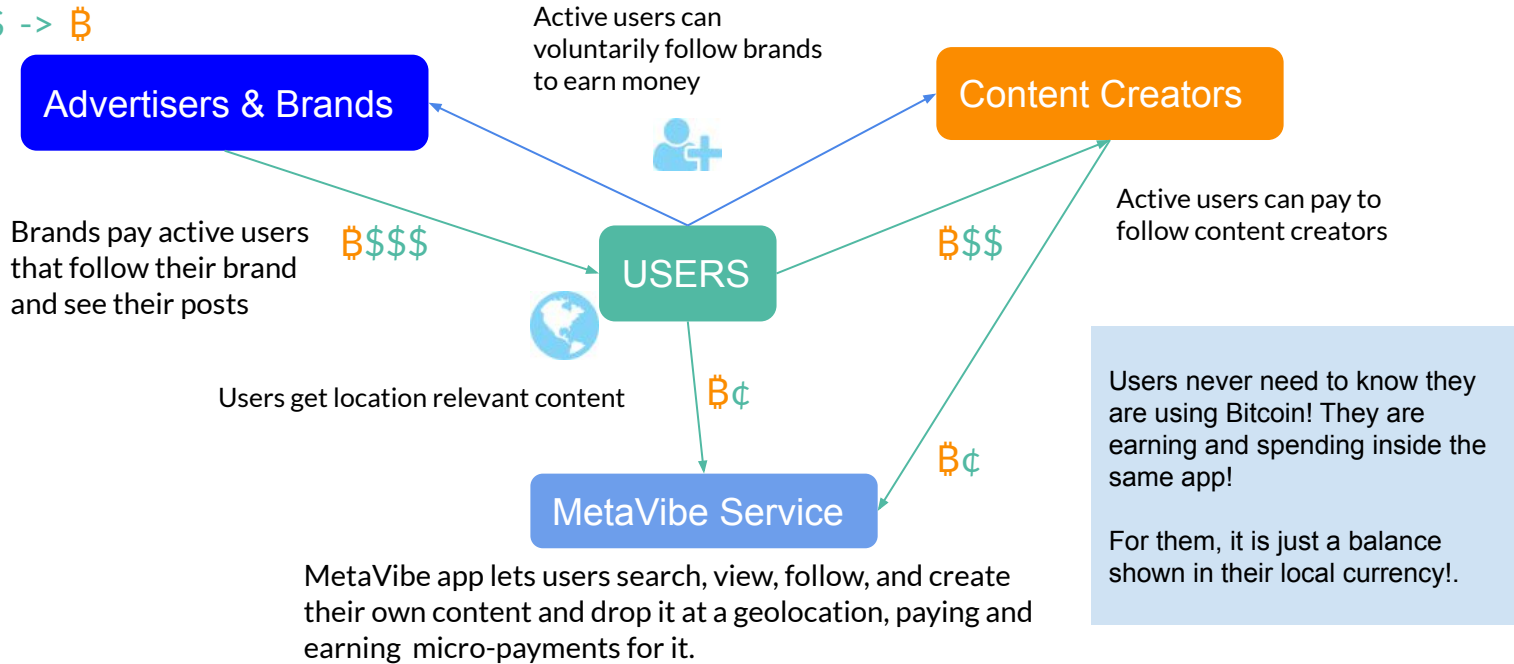 $ -> ₿
Active users can
voluntarily follow brands
to earn money
Advertisers & Brands
Content Creators
Brands pay active users
that follow their brand
and see their posts
₿$$$
USERS
₿$$
Active users can pay to
follow content creators
Users get location relevant content
₿¢
₿¢
Users never need to know they
are using Bitcoin! They are
earning and spending inside the
same app!
For them, it is just a balance
shown in their local currency!.
MetaVibe Service
MetaVibe app lets users search, view, follow, and create
their own content and drop it at a geolocation, paying and
earning micro-payments for it.